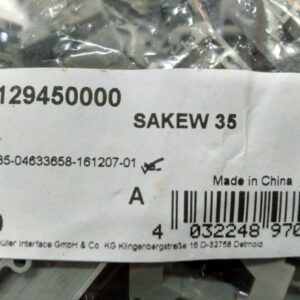 129450000
SAKEW 35
35-04633658-161207-01
Made in China
A
4 032248 970
üller Interface GmbH & Co. KG Klingenbergstraße 16 D-32758 Detmold